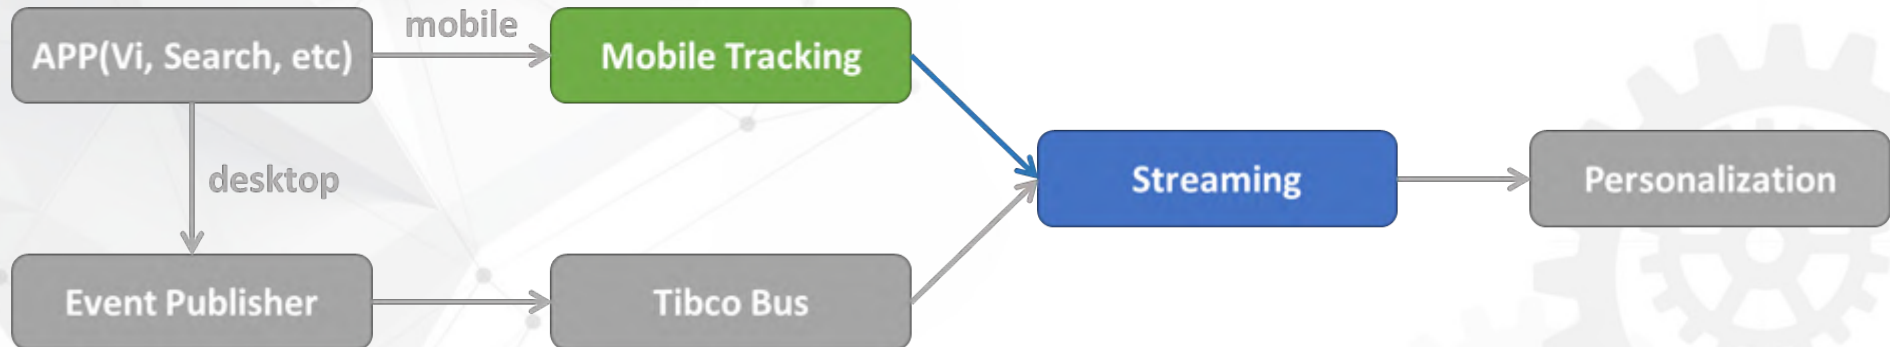 mobile
APP(Vi, Search, etc)
Mobile Tracking
desktop
Streaming
Personalization
Event Publisher
Tibco Bus